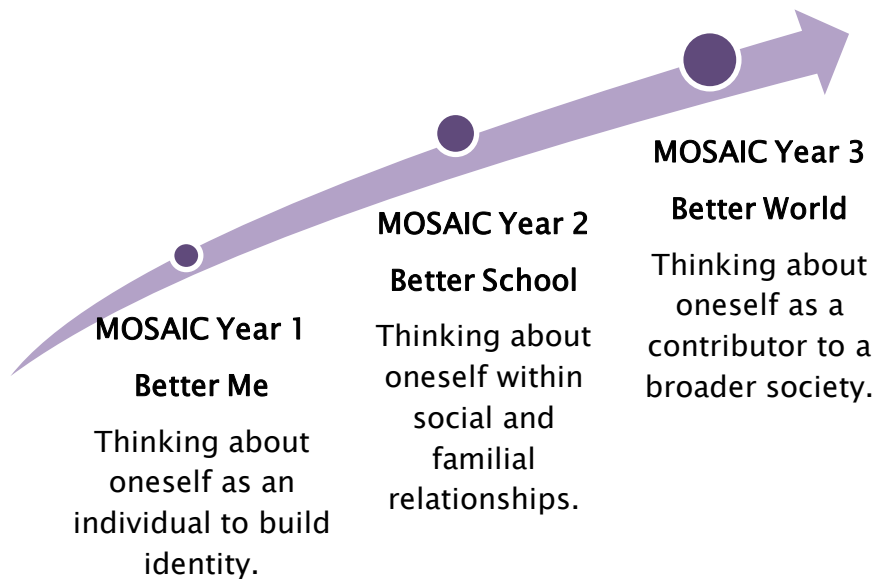 MOSAIC Year 1
Better Me
Thinking about
oneself as an
individual to build
identity.
MOSAIC Year 2
Better School
Thinking about
oneself within
social and
familial
relationships.
MOSAIC Year 3
Better World
Thinking about
oneself as a
contributor to a
broader society.